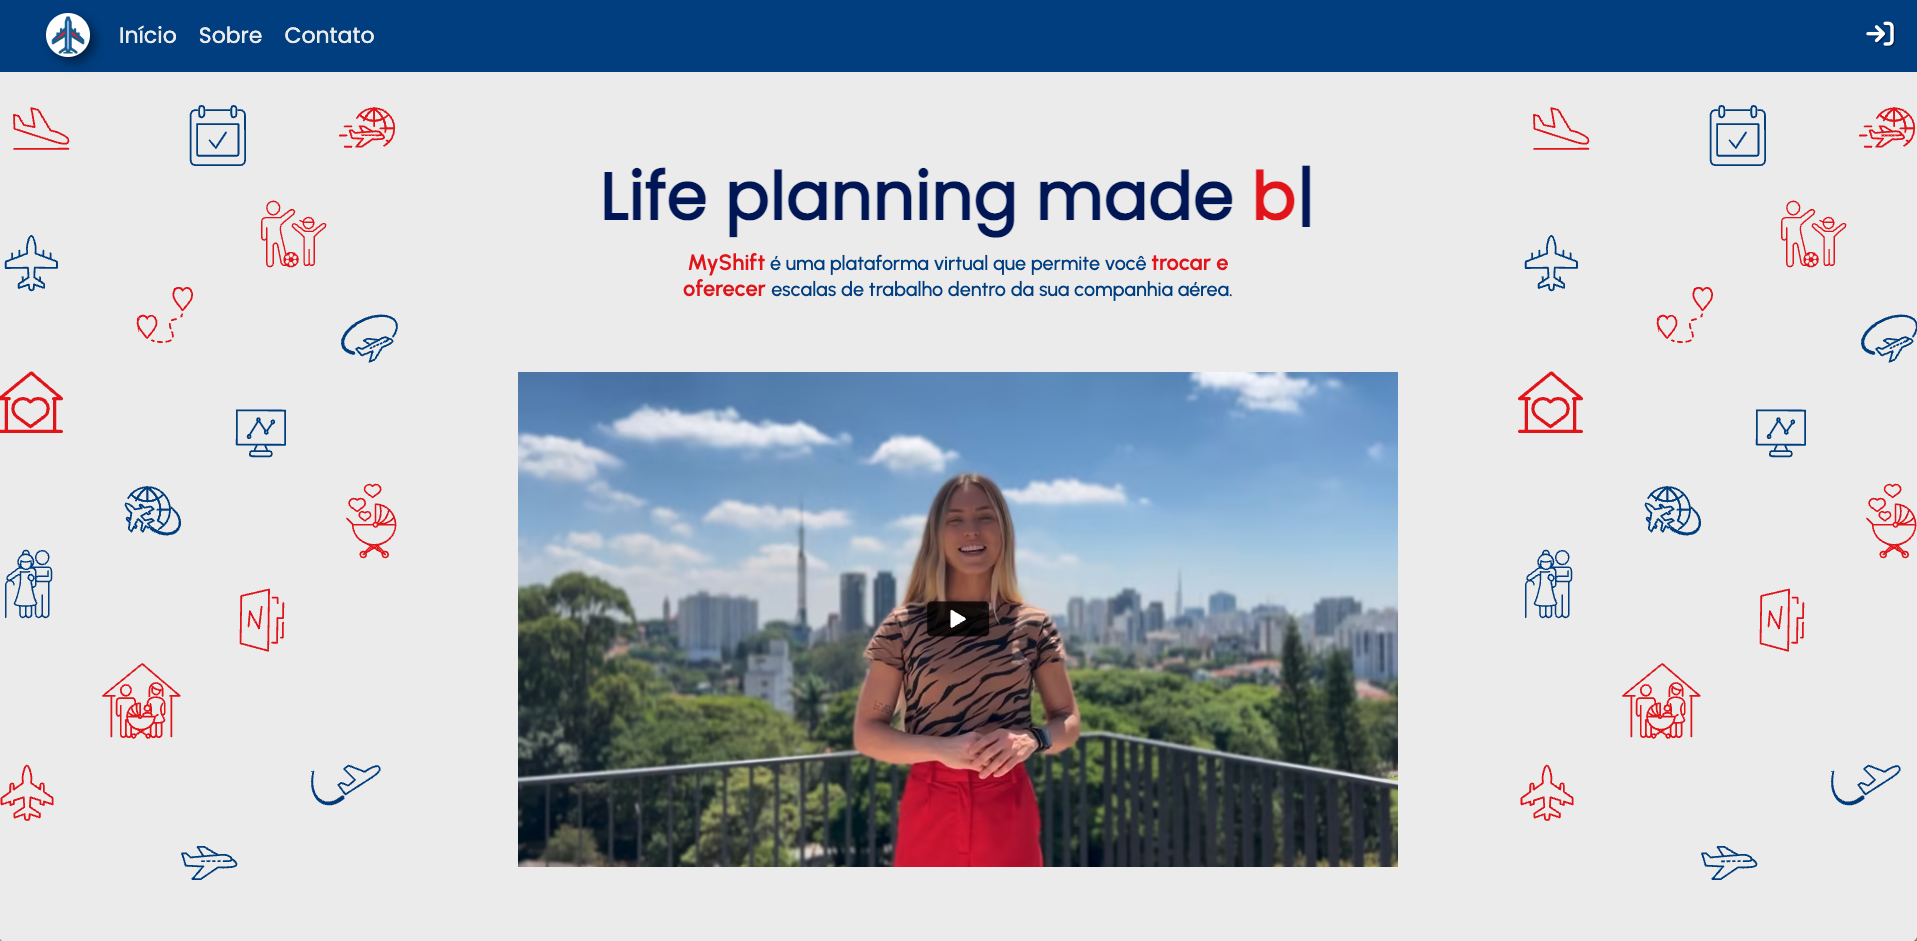 Início Sobre Contato
Life planning made b|
MyShift é uma plataforma virtual que permite você trocar e
oferecer escalas de trabalho dentro da sua companhia aérea.
N
N